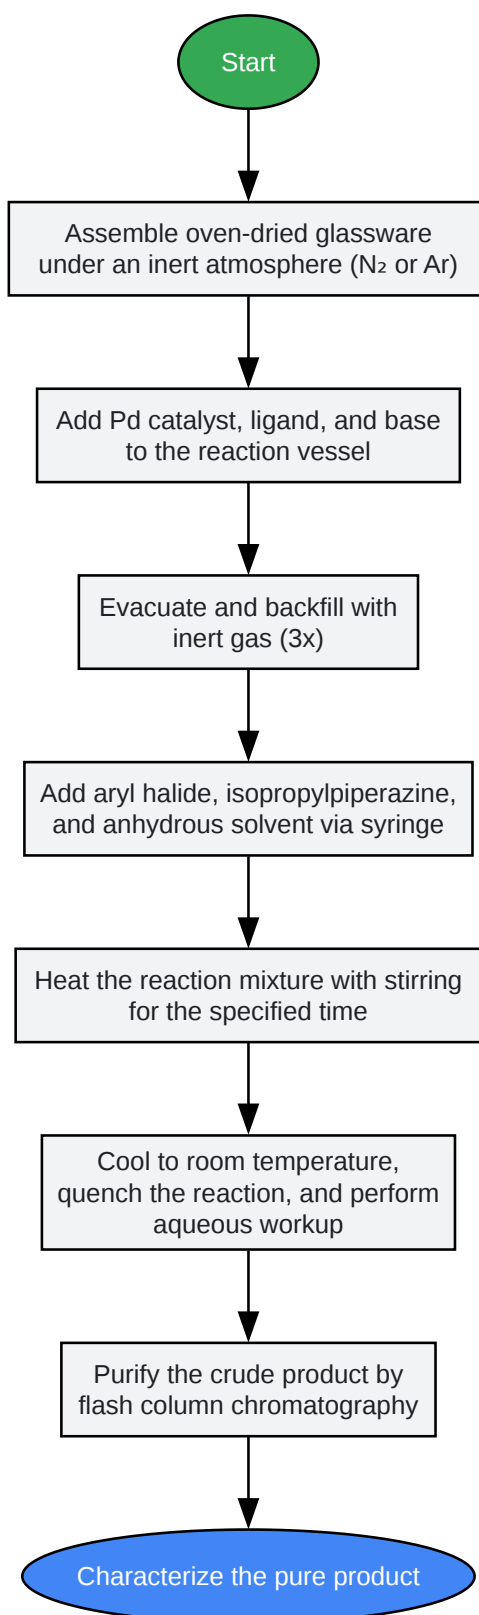 Start
Assemble oven-dried glassware
under an inert atmosphere (N₂ or Ar)
Add Pd catalyst, ligand, and base
to the reaction vessel
Evacuate and backfill with
inert gas (3x)
Add aryl halide, isopropylpiperazine,
and anhydrous solvent via syringe
Heat the reaction mixture with stirring
for the specified time
Cool to room temperature,
quench the reaction, and perform
aqueous workup
Purify the crude product by
flash column chromatography
Characterize the pure product